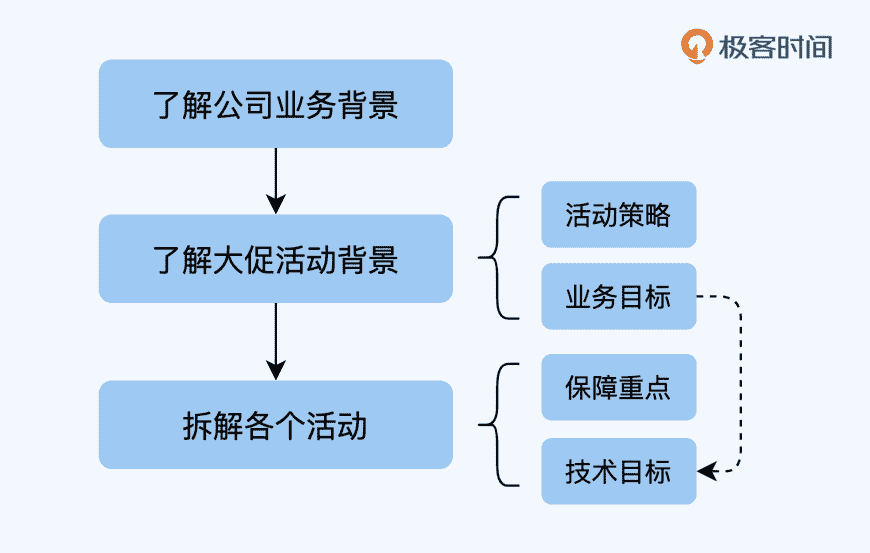 极客时间
了解公司业务背景
了解大促活动背景
活动策略
业务目标
拆解各个活动
保障重点
技术目标